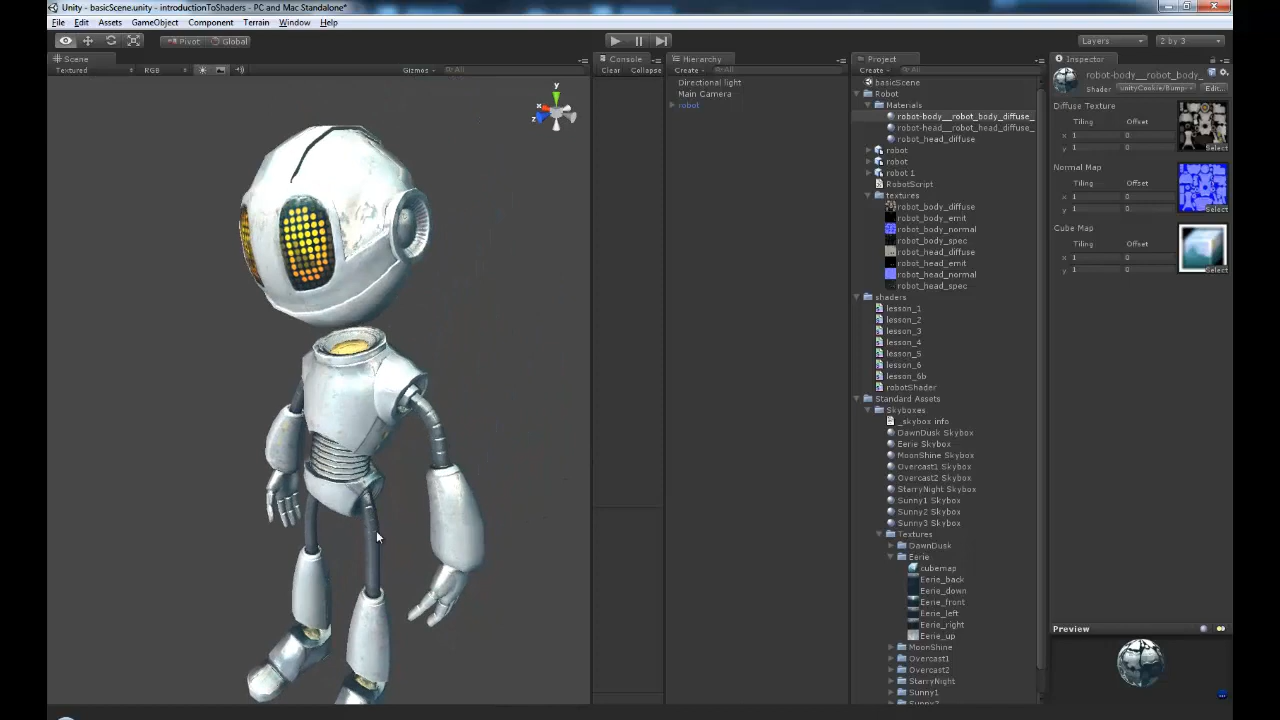 Unity - basicScene.unity - introductionToShaders - PC and Mac Standalone*
File Edit Assets GameObject Component Terrain Window Help
Pivot Global
Layers 2 by 3
Scene
Textured RGB Gizmos All
Console
Clear Collapse
Hierarchy
Create All
Directional light
Main Camera
robot
Project
Create All
basicScene
Robot
Materials
robot-body__robot_body_diffuse_
robot-head__robot_head_diffuse_
robot_head_diffuse
robot
robot
robot 1
RobotScript
textures
robot_body_diffuse
robot_body_emit
robot_body_normal
robot_body_spec
robot_head_diffuse
robot_head_emit
robot_head_normal
robot_head_spec
shaders
lesson_1
lesson_2
lesson_3
lesson_4
lesson_5
lesson_6
lesson_6b
robotShader
Standard Assets
Skyboxes
_skybox info
DawnDusk Skybox
Eerie Skybox
MoonShine Skybox
Overcast1 Skybox
Overcast2 Skybox
StarryNight Skybox
Sunny1 Skybox
Sunny2 Skybox
Sunny3 Skybox
Textures
DawnDusk
Eerie
cubemap
Eerie_back
Eerie_down
Eerie_front
Eerie_left
Eerie_right
Eerie_up
MoonShine
Overcast1
Overcast2
StarryNight
Sunny1
Inspector
robot-body__robot_body_
Shader unityCookie/Bump- Edit...
Diffuse Texture
Tiling Offset
x 1 0
y 1 0
Select
Normal Map
Tiling Offset
x 1 0
y 1 0
Select
Cube Map
Tiling Offset
x 1 0
y 1 0
Select
Preview
y
x
z